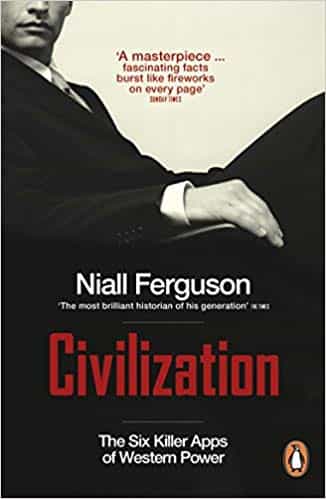 ‘A masterpiece ...
fascinating facts
burst like fireworks
on every page’
SUNDAY TIMES
Niall Ferguson
‘The most brilliant historian of his generation’ THE TIMES
Civilization
The Six Killer Apps
of Western Power